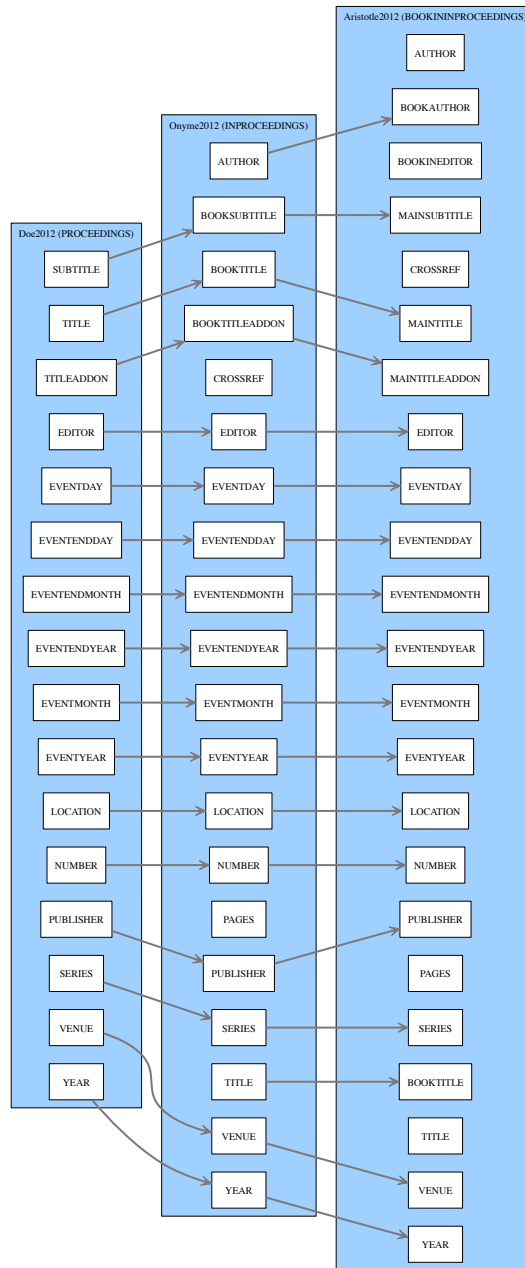 Doe2012 (PROCEEDINGS)
SUBTITLE
TITLE
TITLEADDON
EDITOR
EVENTDAY
EVENTENDDAY
EVENTENDMONTH
EVENTENDYEAR
EVENTMONTH
EVENTYEAR
LOCATION
NUMBER
PUBLISHER
SERIES
VENUE
YEAR
Onyme2012 (INPROCEEDINGS)
AUTHOR
BOOKSUBTITLE
BOOKTITLE
BOOKTITLEADDON
CROSSREF
EDITOR
EVENTDAY
EVENTENDDAY
EVENTENDMONTH
EVENTENDYEAR
EVENTMONTH
EVENTYEAR
LOCATION
NUMBER
PAGES
PUBLISHER
SERIES
TITLE
VENUE
YEAR
Aristotle2012 (BOOKININPROCEEDINGS)
AUTHOR
BOOKAUTHOR
BOOKINEDITOR
MAINSUBTITLE
CROSSREF
MAINTITLE
MAINTITLEADDON
EDITOR
EVENTDAY
EVENTENDDAY
EVENTENDMONTH
EVENTENDYEAR
EVENTMONTH
EVENTYEAR
LOCATION
NUMBER
PUBLISHER
PAGES
SERIES
BOOKTITLE
TITLE
VENUE
YEAR